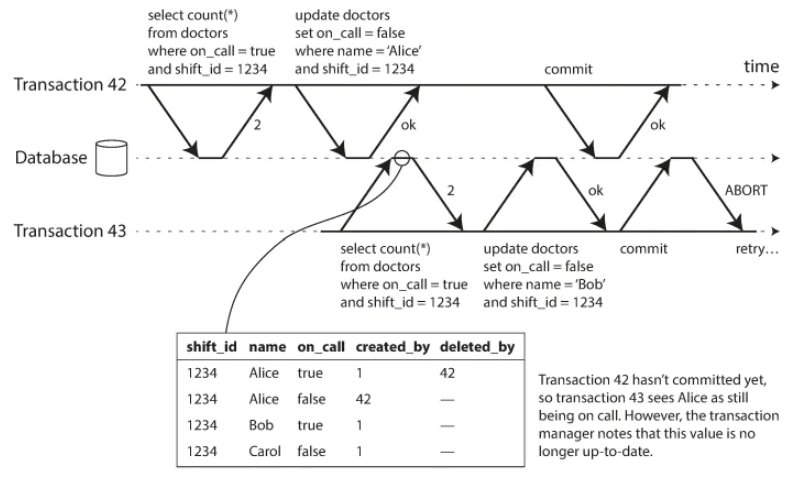 select count(*)
from doctors
where on_call = true
and shift_id = 1234
update doctors
set on_call = false
where name = ‘Alice’
and shift_id = 1234
commit
time
Transaction 42
2
ok
ok
Database
2
ok
ABORT
Transaction 43
select count(*)
from doctors
where on_call = true
and shift_id = 1234
update doctors
set on_call = false
where name = ‘Bob’
and shift_id = 1234
commit
retry…
shift_id name on_call created_by deleted_by
1234 Alice true 1 42
1234 Alice false 42 —
1234 Bob true 1 —
1234 Carol false 1 —
Transaction 42 hasn’t committed yet,
so transaction 43 sees Alice as still
being on call. However, the transaction
manager notes that this value is no
longer up-to-date.